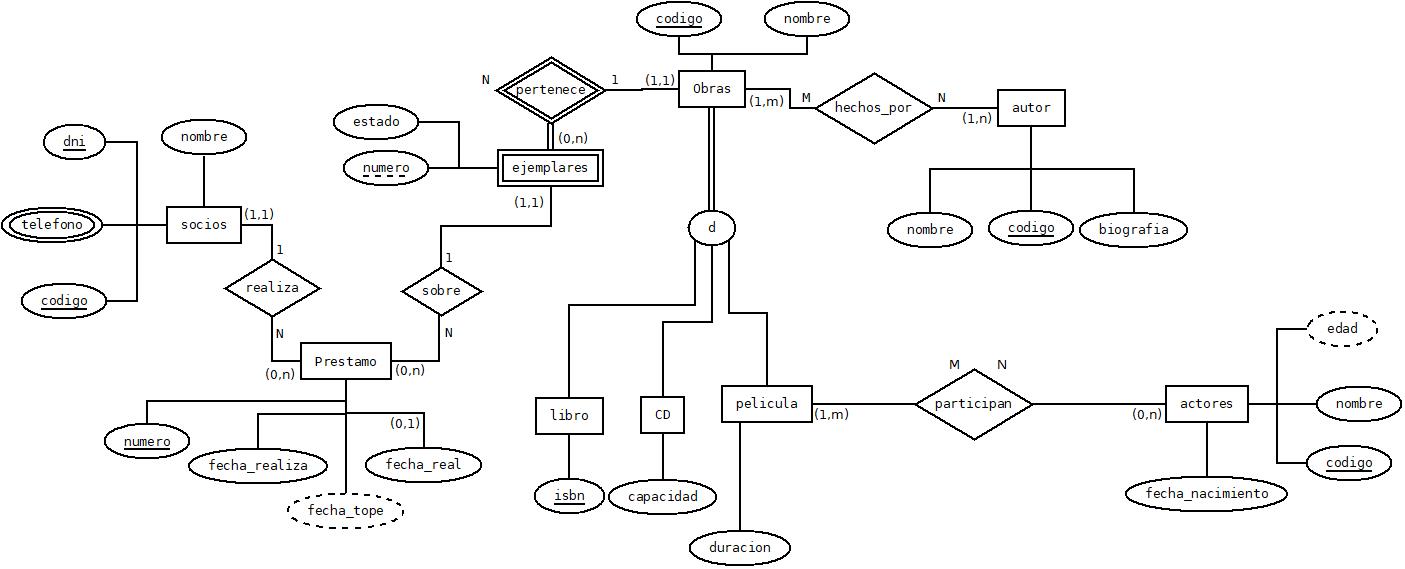 codigo
nombre
N
pertenece
1
(1,1)
Obras
(1,m)
M
hechos_por
N
(1,n)
autor
estado
(0,n)
dni
nombre
numero
ejemplares
telefono
socios
(1,1)
(1,1)
d
nombre
codigo
biografia
1
1
codigo
realiza
sobre
N
N
edad
Prestamo
(0,n)
(0,n)
M
N
libro
CD
pelicula
(1,m)
participan
(0,n)
actores
nombre
(0,1)
numero
fecha_realiza
fecha_real
codigo
isbn
capacidad
fecha_nacimiento
fecha_tope
duracion